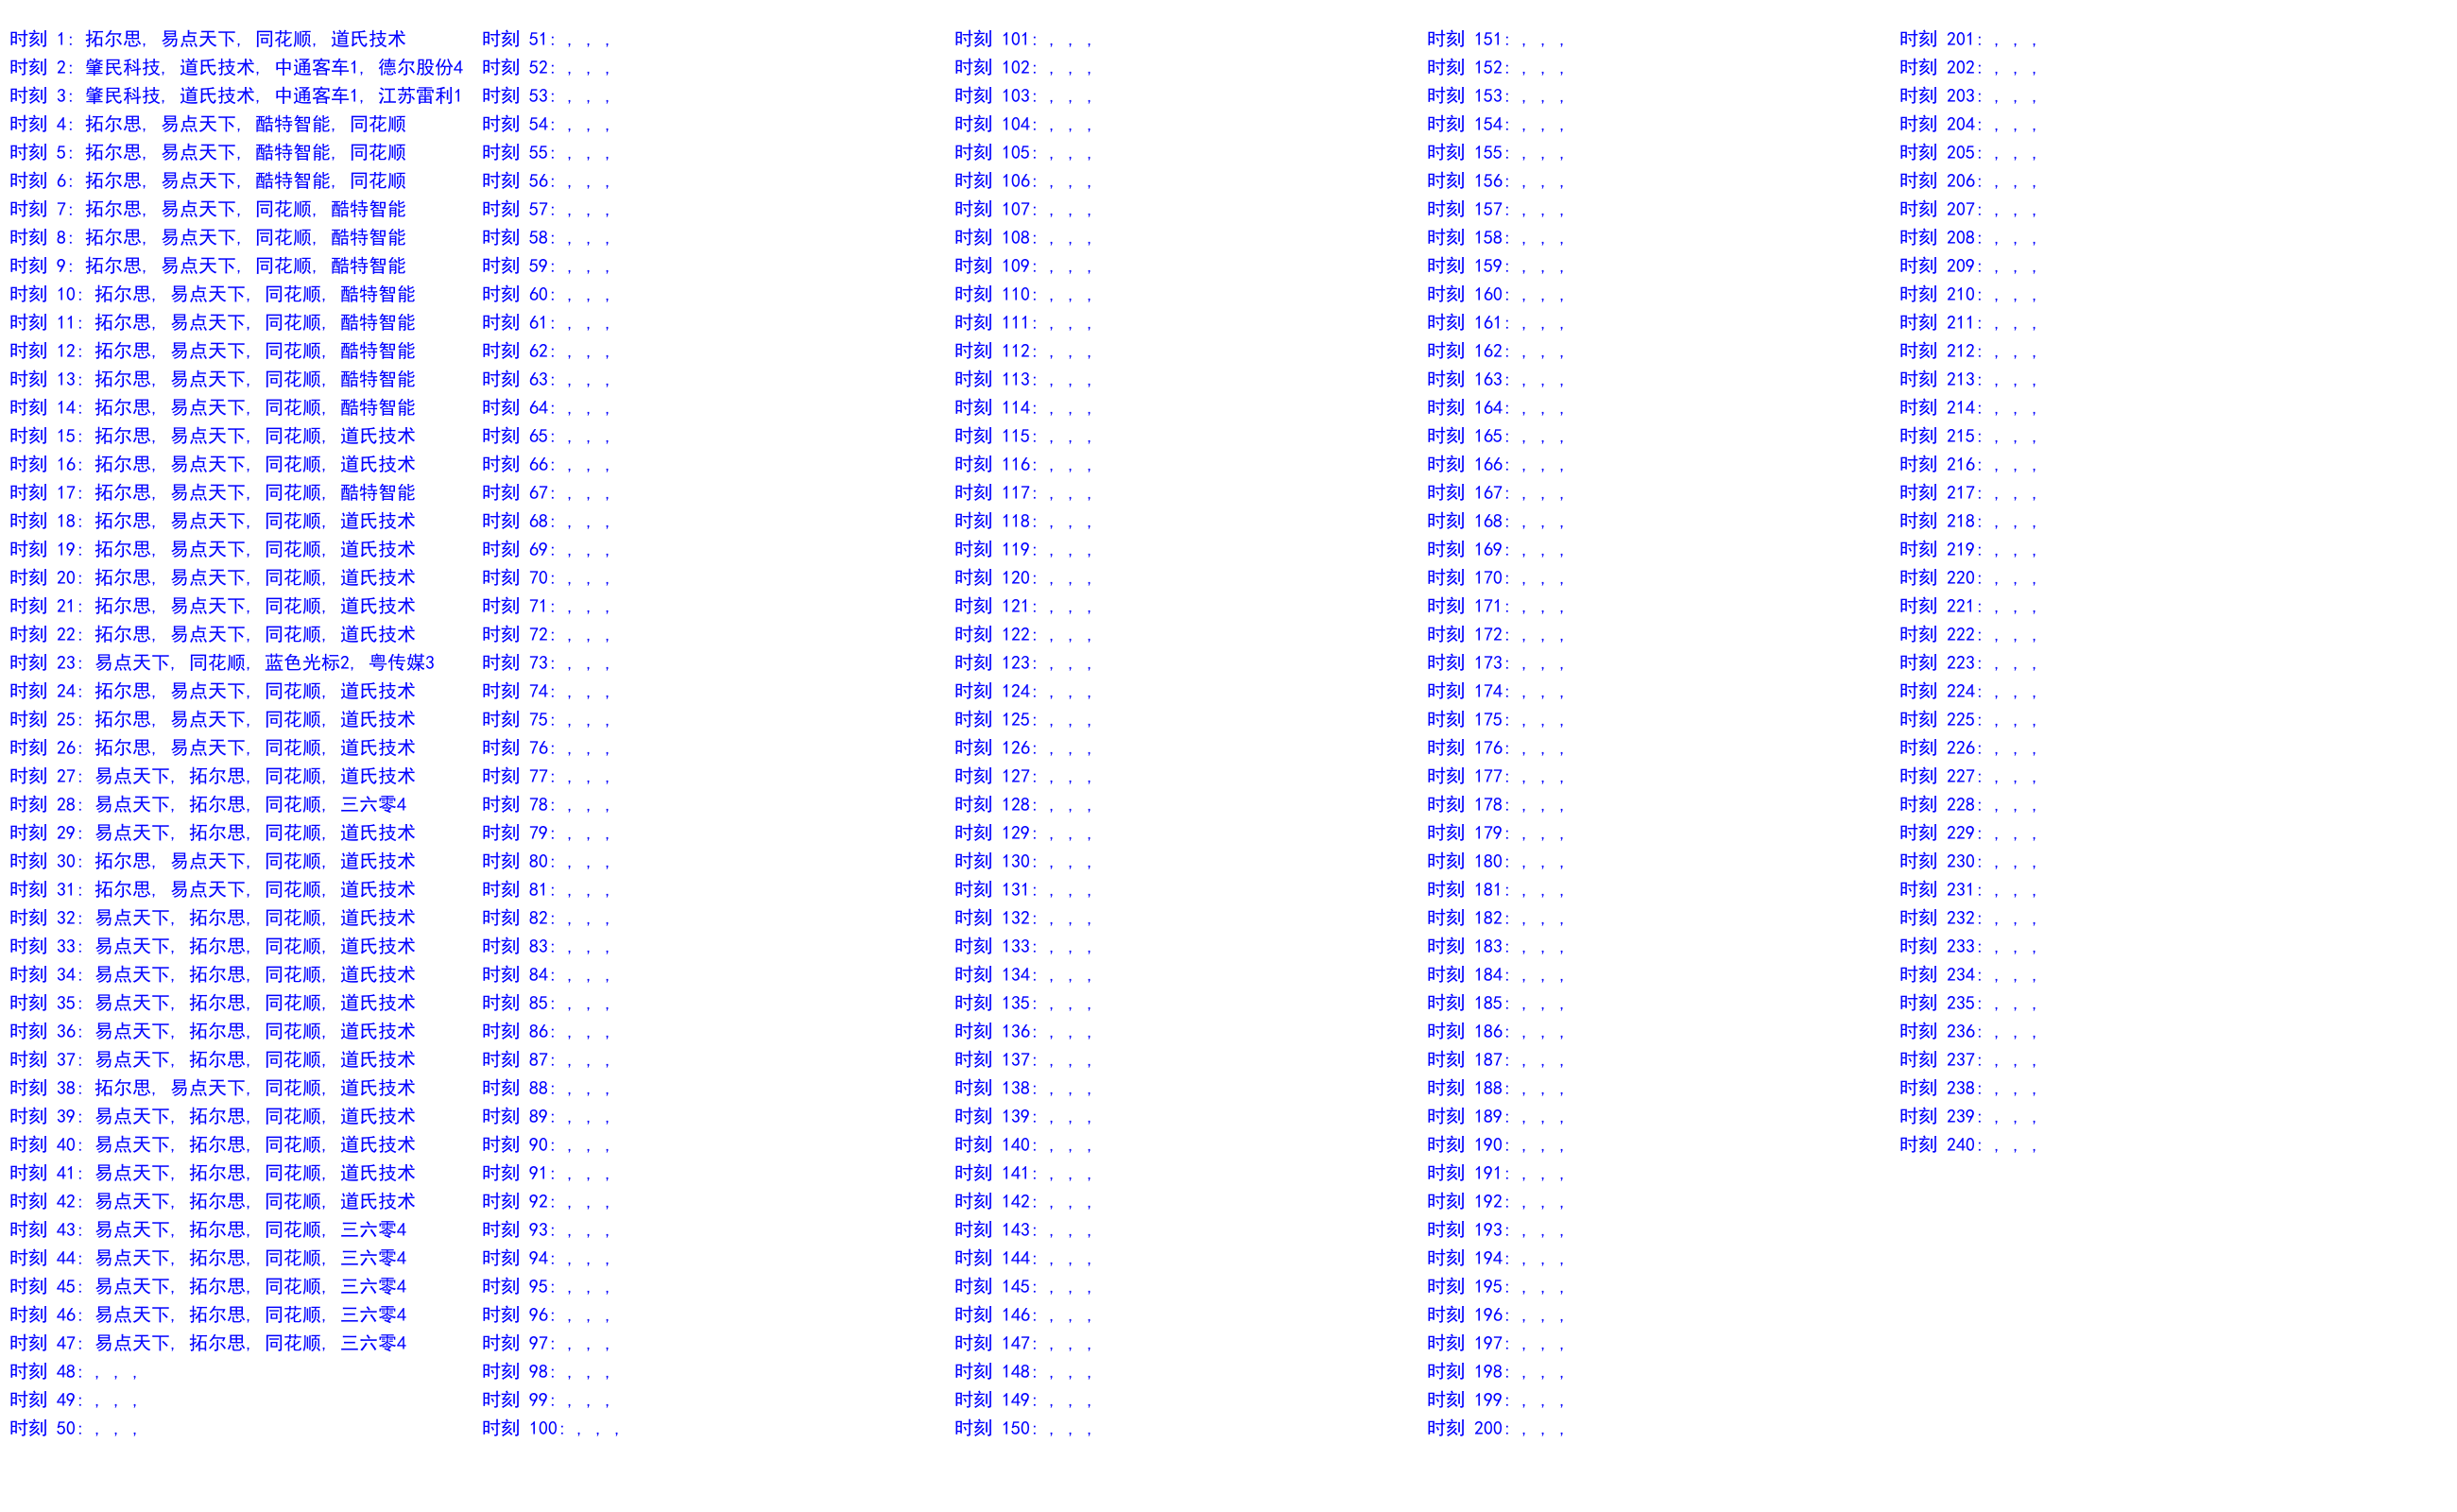 时刻 1: 拓尔思, 易点天下, 同花顺, 道氏技术
时刻 2: 肇民科技, 道氏技术, 中通客车1, 德尔股份4
时刻 3: 肇民科技, 道氏技术, 中通客车1, 江苏雷利1
时刻 4: 拓尔思, 易点天下, 酷特智能, 同花顺
时刻 5: 拓尔思, 易点天下, 酷特智能, 同花顺
时刻 6: 拓尔思, 易点天下, 酷特智能, 同花顺
时刻 7: 拓尔思, 易点天下, 同花顺, 酷特智能
时刻 8: 拓尔思, 易点天下, 同花顺, 酷特智能
时刻 9: 拓尔思, 易点天下, 同花顺, 酷特智能
时刻 10: 拓尔思, 易点天下, 同花顺, 酷特智能
时刻 11: 拓尔思, 易点天下, 同花顺, 酷特智能
时刻 12: 拓尔思, 易点天下, 同花顺, 酷特智能
时刻 13: 拓尔思, 易点天下, 同花顺, 酷特智能
时刻 14: 拓尔思, 易点天下, 同花顺, 酷特智能
时刻 15: 拓尔思, 易点天下, 同花顺, 道氏技术
时刻 16: 拓尔思, 易点天下, 同花顺, 道氏技术
时刻 17: 拓尔思, 易点天下, 同花顺, 酷特智能
时刻 18: 拓尔思, 易点天下, 同花顺, 道氏技术
时刻 19: 拓尔思, 易点天下, 同花顺, 道氏技术
时刻 20: 拓尔思, 易点天下, 同花顺, 道氏技术
时刻 21: 拓尔思, 易点天下, 同花顺, 道氏技术
时刻 22: 拓尔思, 易点天下, 同花顺, 道氏技术
时刻 23: 易点天下, 同花顺, 蓝色光标2, 粤传媒3
时刻 24: 拓尔思, 易点天下, 同花顺, 道氏技术
时刻 25: 拓尔思, 易点天下, 同花顺, 道氏技术
时刻 26: 拓尔思, 易点天下, 同花顺, 道氏技术
时刻 27: 易点天下, 拓尔思, 同花顺, 道氏技术
时刻 28: 易点天下, 拓尔思, 同花顺, 三六零4
时刻 29: 易点天下, 拓尔思, 同花顺, 道氏技术
时刻 30: 拓尔思, 易点天下, 同花顺, 道氏技术
时刻 31: 拓尔思, 易点天下, 同花顺, 道氏技术
时刻 32: 易点天下, 拓尔思, 同花顺, 道氏技术
时刻 33: 易点天下, 拓尔思, 同花顺, 道氏技术
时刻 34: 易点天下, 拓尔思, 同花顺, 道氏技术
时刻 35: 易点天下, 拓尔思, 同花顺, 道氏技术
时刻 36: 易点天下, 拓尔思, 同花顺, 道氏技术
时刻 37: 易点天下, 拓尔思, 同花顺, 道氏技术
时刻 38: 拓尔思, 易点天下, 同花顺, 道氏技术
时刻 39: 易点天下, 拓尔思, 同花顺, 道氏技术
时刻 40: 易点天下, 拓尔思, 同花顺, 道氏技术
时刻 41: 易点天下, 拓尔思, 同花顺, 道氏技术
时刻 42: 易点天下, 拓尔思, 同花顺, 道氏技术
时刻 43: 易点天下, 拓尔思, 同花顺, 三六零4
时刻 44: 易点天下, 拓尔思, 同花顺, 三六零4
时刻 45: 易点天下, 拓尔思, 同花顺, 三六零4
时刻 46: 易点天下, 拓尔思, 同花顺, 三六零4
时刻 47: 易点天下, 拓尔思, 同花顺, 三六零4
时刻 48: , , ,
时刻 49: , , ,
时刻 50: , , ,
时刻 51: , , ,
时刻 52: , , ,
时刻 53: , , ,
时刻 54: , , ,
时刻 55: , , ,
时刻 56: , , ,
时刻 57: , , ,
时刻 58: , , ,
时刻 59: , , ,
时刻 60: , , ,
时刻 61: , , ,
时刻 62: , , ,
时刻 63: , , ,
时刻 64: , , ,
时刻 65: , , ,
时刻 66: , , ,
时刻 67: , , ,
时刻 68: , , ,
时刻 69: , , ,
时刻 70: , , ,
时刻 71: , , ,
时刻 72: , , ,
时刻 73: , , ,
时刻 74: , , ,
时刻 75: , , ,
时刻 76: , , ,
时刻 77: , , ,
时刻 78: , , ,
时刻 79: , , ,
时刻 80: , , ,
时刻 81: , , ,
时刻 82: , , ,
时刻 83: , , ,
时刻 84: , , ,
时刻 85: , , ,
时刻 86: , , ,
时刻 87: , , ,
时刻 88: , , ,
时刻 89: , , ,
时刻 90: , , ,
时刻 91: , , ,
时刻 92: , , ,
时刻 93: , , ,
时刻 94: , , ,
时刻 95: , , ,
时刻 96: , , ,
时刻 97: , , ,
时刻 98: , , ,
时刻 99: , , ,
时刻 100: , , ,
时刻 101: , , ,
时刻 102: , , ,
时刻 103: , , ,
时刻 104: , , ,
时刻 105: , , ,
时刻 106: , , ,
时刻 107: , , ,
时刻 108: , , ,
时刻 109: , , ,
时刻 110: , , ,
时刻 111: , , ,
时刻 112: , , ,
时刻 113: , , ,
时刻 114: , , ,
时刻 115: , , ,
时刻 116: , , ,
时刻 117: , , ,
时刻 118: , , ,
时刻 119: , , ,
时刻 120: , , ,
时刻 121: , , ,
时刻 122: , , ,
时刻 123: , , ,
时刻 124: , , ,
时刻 125: , , ,
时刻 126: , , ,
时刻 127: , , ,
时刻 128: , , ,
时刻 129: , , ,
时刻 130: , , ,
时刻 131: , , ,
时刻 132: , , ,
时刻 133: , , ,
时刻 134: , , ,
时刻 135: , , ,
时刻 136: , , ,
时刻 137: , , ,
时刻 138: , , ,
时刻 139: , , ,
时刻 140: , , ,
时刻 141: , , ,
时刻 142: , , ,
时刻 143: , , ,
时刻 144: , , ,
时刻 145: , , ,
时刻 146: , , ,
时刻 147: , , ,
时刻 148: , , ,
时刻 149: , , ,
时刻 150: , , ,
时刻 151: , , ,
时刻 152: , , ,
时刻 153: , , ,
时刻 154: , , ,
时刻 155: , , ,
时刻 156: , , ,
时刻 157: , , ,
时刻 158: , , ,
时刻 159: , , ,
时刻 160: , , ,
时刻 161: , , ,
时刻 162: , , ,
时刻 163: , , ,
时刻 164: , , ,
时刻 165: , , ,
时刻 166: , , ,
时刻 167: , , ,
时刻 168: , , ,
时刻 169: , , ,
时刻 170: , , ,
时刻 171: , , ,
时刻 172: , , ,
时刻 173: , , ,
时刻 174: , , ,
时刻 175: , , ,
时刻 176: , , ,
时刻 177: , , ,
时刻 178: , , ,
时刻 179: , , ,
时刻 180: , , ,
时刻 181: , , ,
时刻 182: , , ,
时刻 183: , , ,
时刻 184: , , ,
时刻 185: , , ,
时刻 186: , , ,
时刻 187: , , ,
时刻 188: , , ,
时刻 189: , , ,
时刻 190: , , ,
时刻 191: , , ,
时刻 192: , , ,
时刻 193: , , ,
时刻 194: , , ,
时刻 195: , , ,
时刻 196: , , ,
时刻 197: , , ,
时刻 198: , , ,
时刻 199: , , ,
时刻 200: , , ,
时刻 201: , , ,
时刻 202: , , ,
时刻 203: , , ,
时刻 204: , , ,
时刻 205: , , ,
时刻 206: , , ,
时刻 207: , , ,
时刻 208: , , ,
时刻 209: , , ,
时刻 210: , , ,
时刻 211: , , ,
时刻 212: , , ,
时刻 213: , , ,
时刻 214: , , ,
时刻 215: , , ,
时刻 216: , , ,
时刻 217: , , ,
时刻 218: , , ,
时刻 219: , , ,
时刻 220: , , ,
时刻 221: , , ,
时刻 222: , , ,
时刻 223: , , ,
时刻 224: , , ,
时刻 225: , , ,
时刻 226: , , ,
时刻 227: , , ,
时刻 228: , , ,
时刻 229: , , ,
时刻 230: , , ,
时刻 231: , , ,
时刻 232: , , ,
时刻 233: , , ,
时刻 234: , , ,
时刻 235: , , ,
时刻 236: , , ,
时刻 237: , , ,
时刻 238: , , ,
时刻 239: , , ,
时刻 240: , , ,